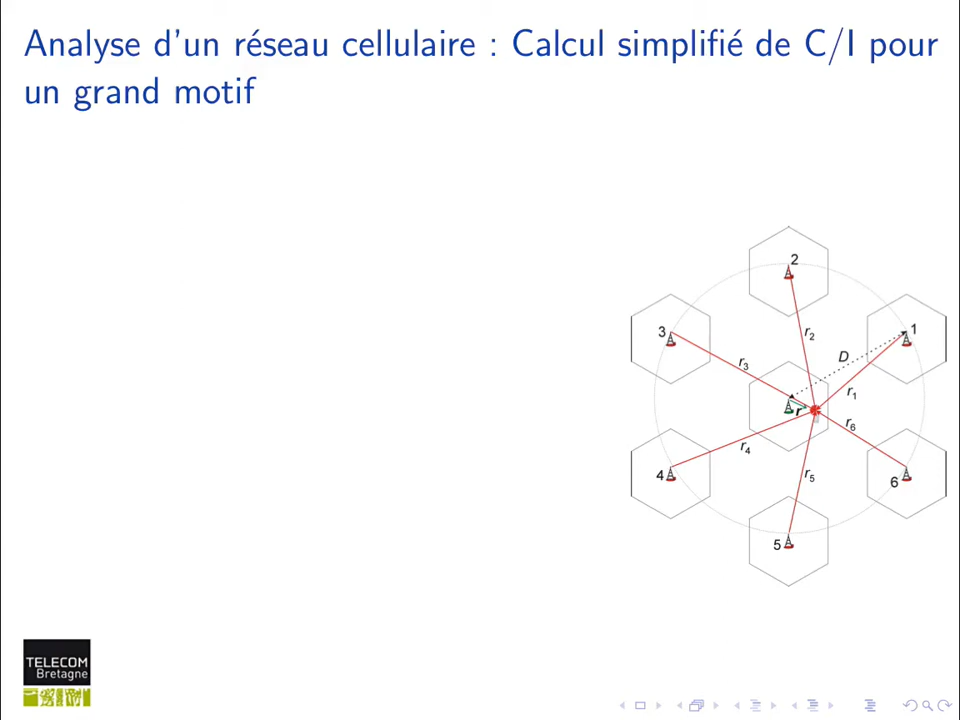 Analyse d'un réseau cellulaire : Calcul simplifié de C/I pour
un grand motif
2
3
1
r2
D
r3
r1
r
r6
r4
4
r5
6
5
TELECOM
Bretagne